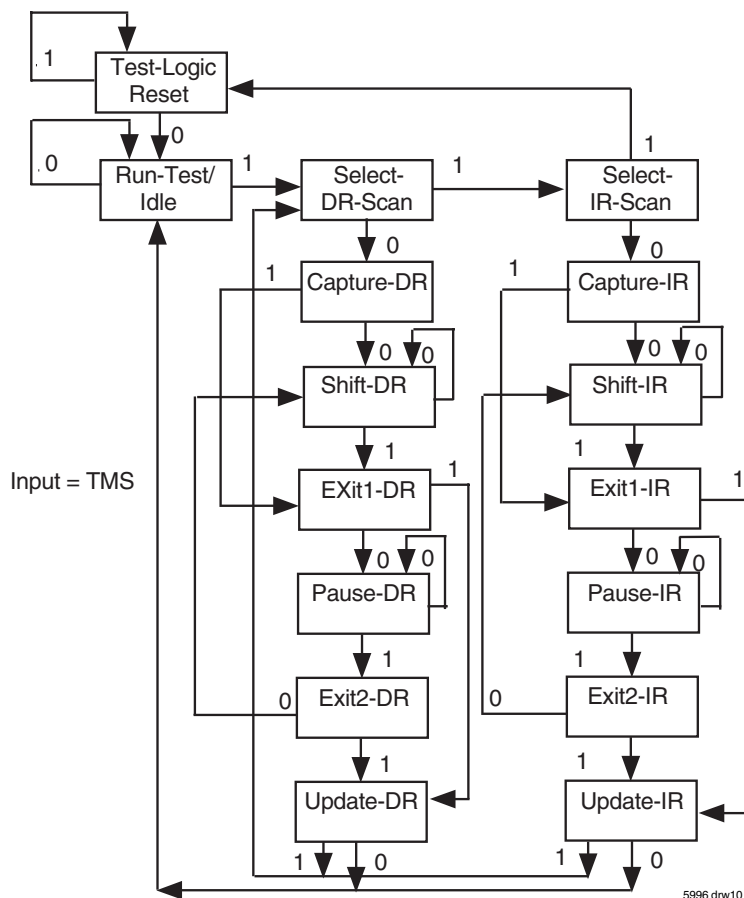 1
Test-Logic
Reset
0
0
Run-Test/
Idle
1
Select-
DR-Scan
1
Select-
IR-Scan
1
0
0
1
Capture-DR
1
Capture-IR
0
0
0
0
Shift-DR
Shift-IR
1
1
Input = TMS
EXit1-DR
1
Exit1-IR
1
0
0
0
0
Pause-DR
Pause-IR
1
1
0
Exit2-DR
0
Exit2-IR
1
1
Update-DR
Update-IR
1
0
1
0
5996 drw10